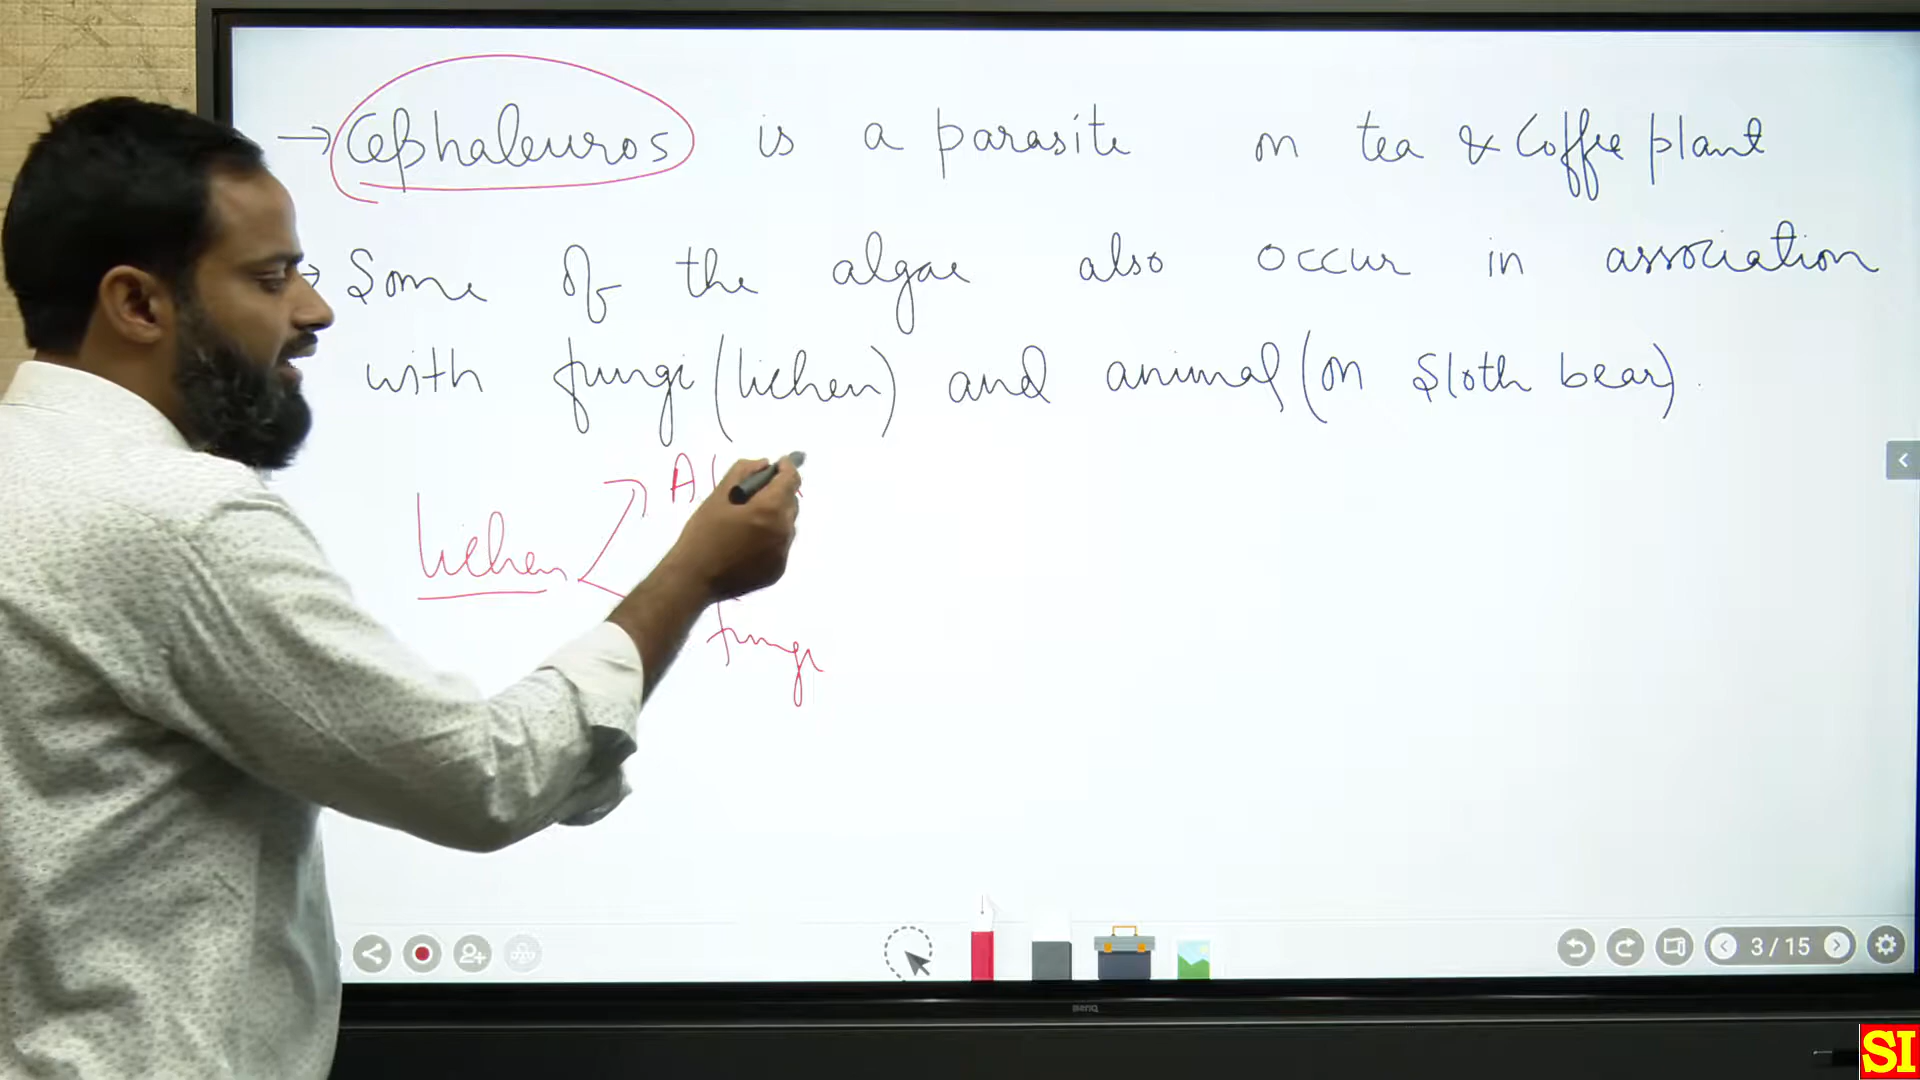 → Cephaleuros is a parasite on tea & Coffee plant
→ Some of the algae also occur in association
with fungi (lichen) and animal (on Sloth bear).
lichen
fungi
3 / 15
BenQ
SI